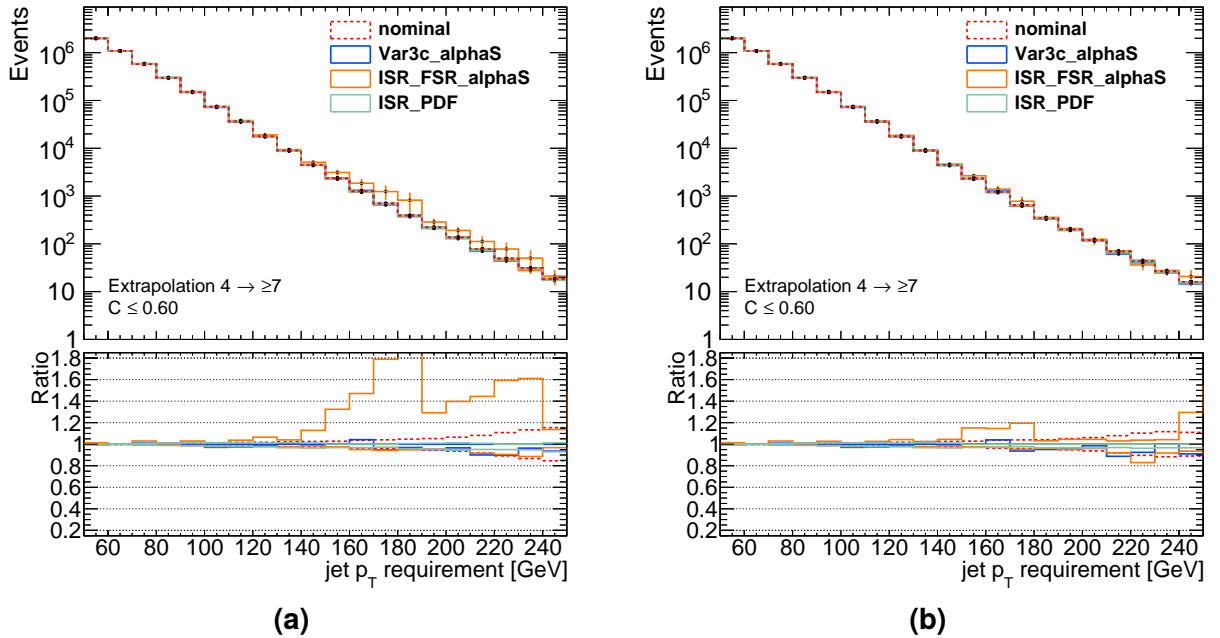 Events
nominal
Var3c_alphaS
ISR_FSR_alphaS
ISR_PDF
10^6
10^5
10^4
10^3
10^2
10
1
Extrapolation 4 → ≥7
C ≤ 0.60
Ratio
1.8
1.6
1.4
1.2
1
0.8
0.6
0.4
0.2
60 80 100 120 140 160 180 200 220 240
jet p_T requirement [GeV]
(a)
Events
nominal
Var3c_alphaS
ISR_FSR_alphaS
ISR_PDF
10^6
10^5
10^4
10^3
10^2
10
1
Extrapolation 4 → ≥7
C ≤ 0.60
Ratio
1.8
1.6
1.4
1.2
1
0.8
0.6
0.4
0.2
60 80 100 120 140 160 180 200 220 240
jet p_T requirement [GeV]
(b)